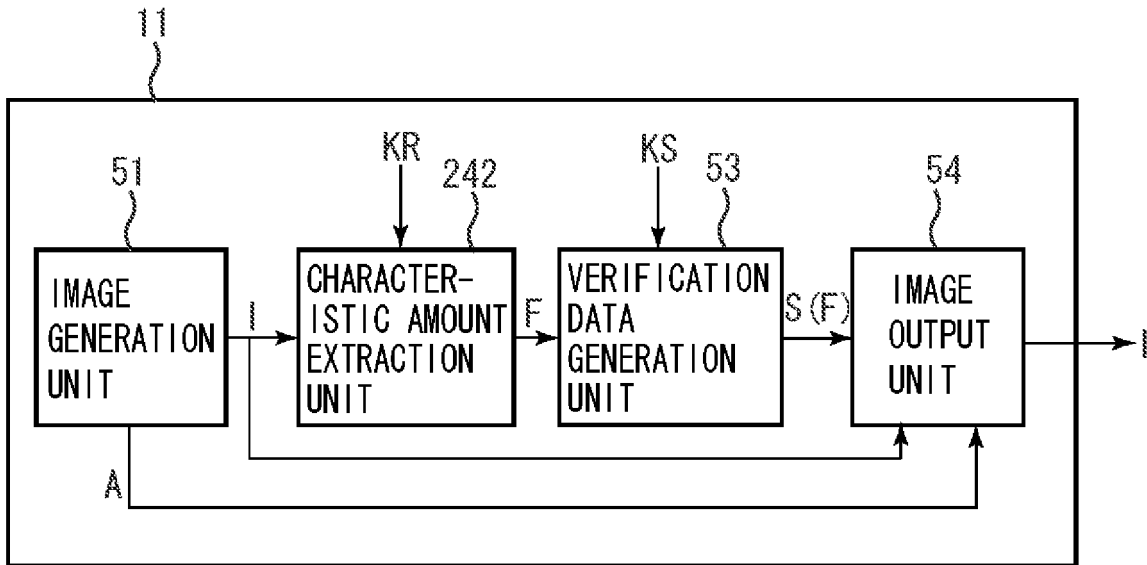 11
KR
KS
51
242
53
54
IMAGE
GENERATION
UNIT
I
CHARACTER-
ISTIC AMOUNT
EXTRACTION
UNIT
F
VERIFICATION
DATA
GENERATION
UNIT
S(F)
IMAGE
OUTPUT
UNIT
I
A